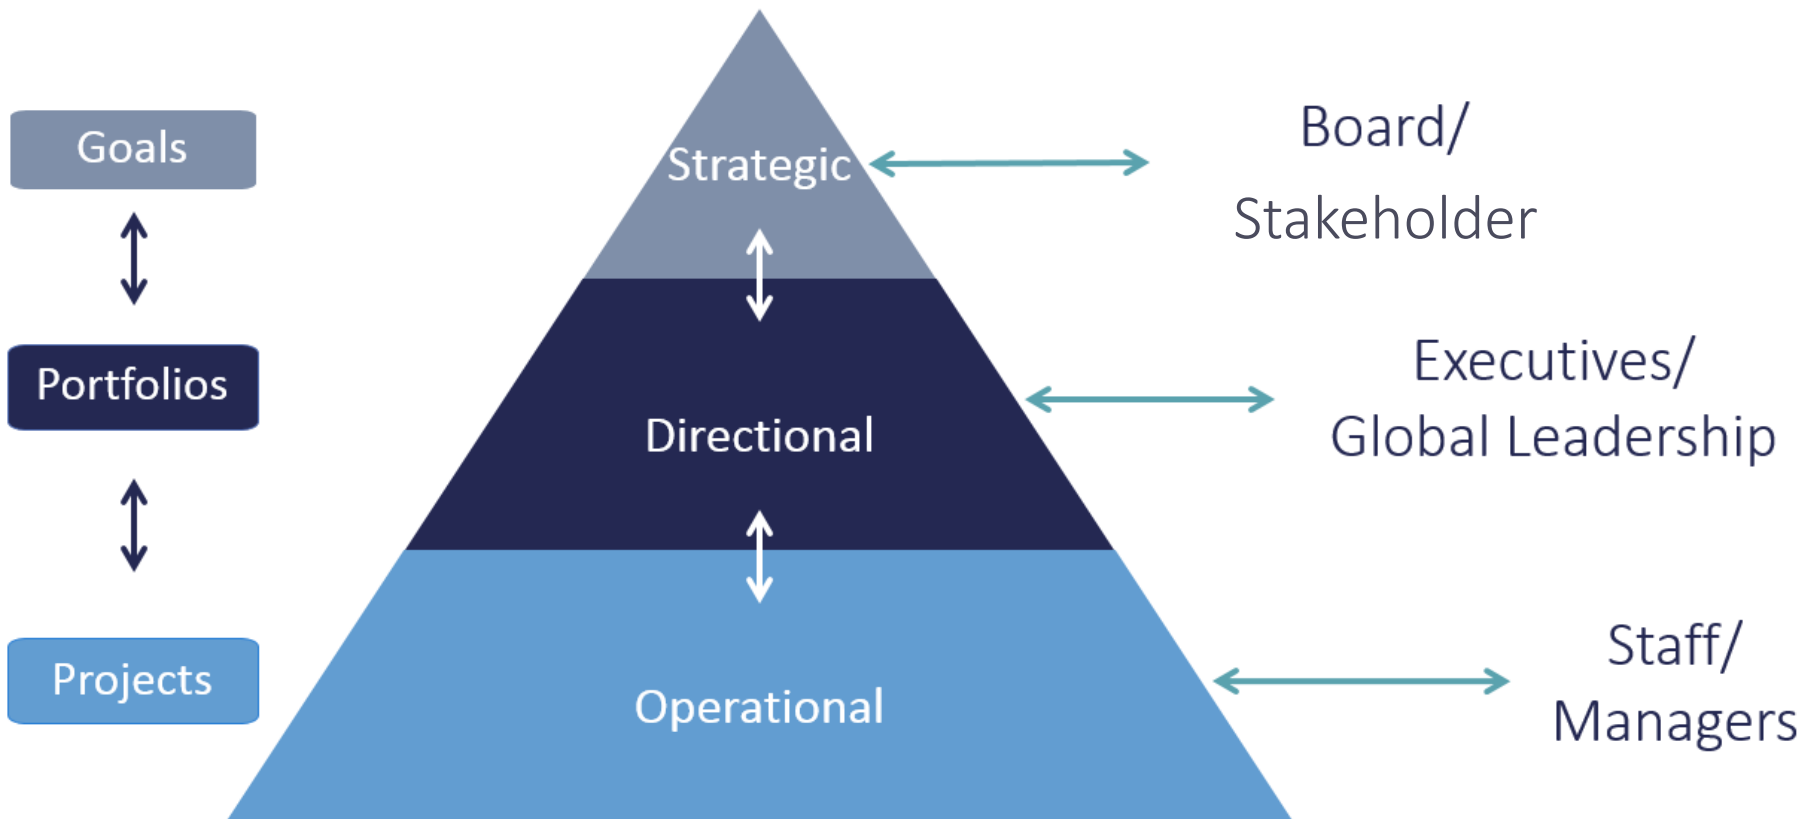 Goals
Strategic
Board/
Stakeholder
Portfolios
Directional
Executives/
Global Leadership
Projects
Operational
Staff/
Managers